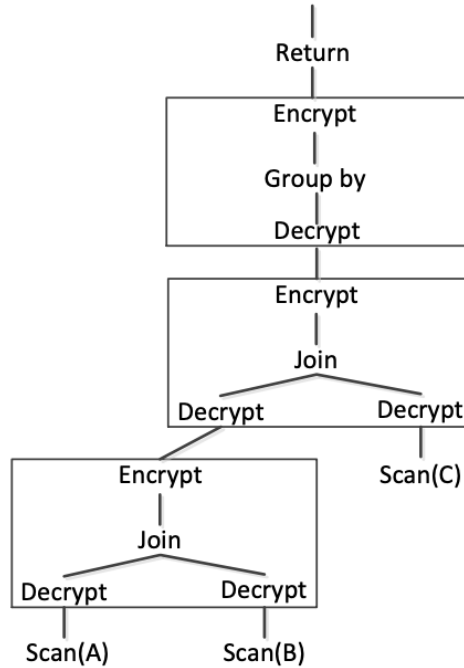 Return
Encrypt
Group by
Decrypt
Encrypt
Join
Decrypt Decrypt
Encrypt Scan(C)
Join
Decrypt Decrypt
Scan(A) Scan(B)